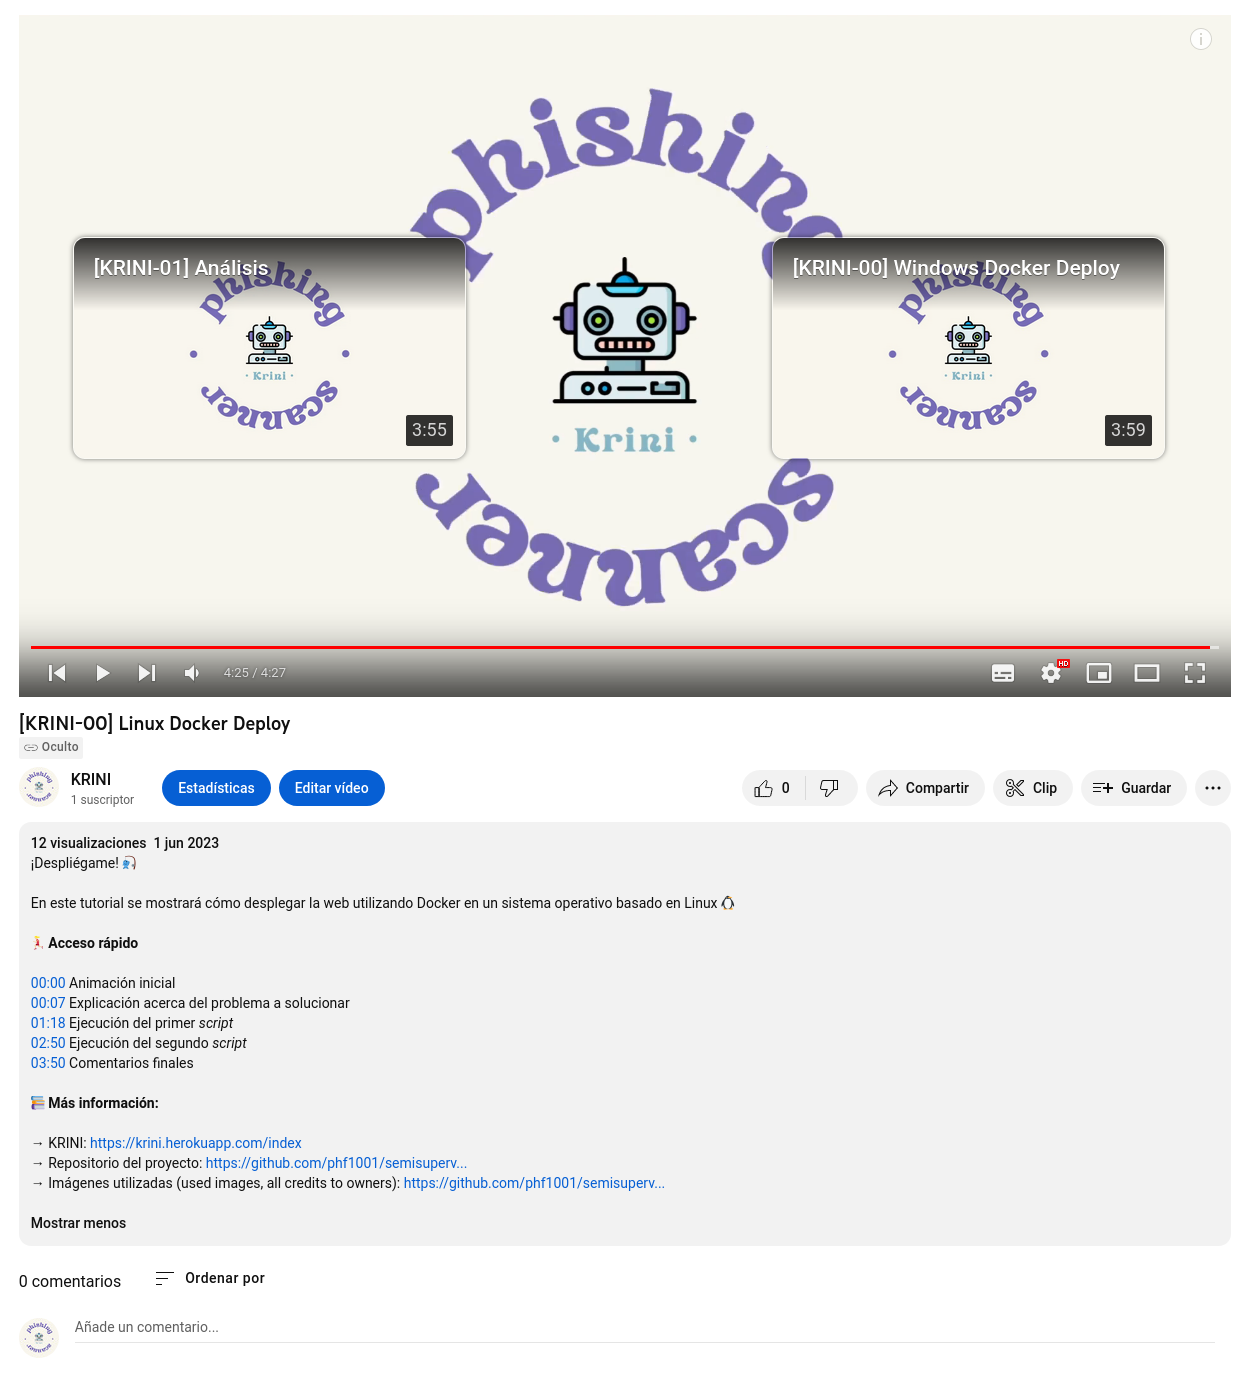 phishing
[KRINI-01] Análisis
phishing
· Krini ·
scanner
3:55
· Krini ·
[KRINI-00] Windows Docker Deploy
phishing
· Krini ·
scanner
3:59
scanner
4:25 / 4:27
HD
[KRINI-00] Linux Docker Deploy
Oculto
KRINI
1 suscriptor
Estadísticas
Editar vídeo
0
Compartir
Clip
Guardar
12 visualizaciones 1 jun 2023
¡Despliégame!
En este tutorial se mostrará cómo desplegar la web utilizando Docker en un sistema operativo basado en Linux
Acceso rápido
00:00 Animación inicial
00:07 Explicación acerca del problema a solucionar
01:18 Ejecución del primer script
02:50 Ejecución del segundo script
03:50 Comentarios finales
Más información:
→ KRINI: https://krini.herokuapp.com/index
→ Repositorio del proyecto: https://github.com/phf1001/semisuperv...
→ Imágenes utilizadas (used images, all credits to owners): https://github.com/phf1001/semisuperv...
Mostrar menos
0 comentarios
Ordenar por
phishing
scanner
Añade un comentario...